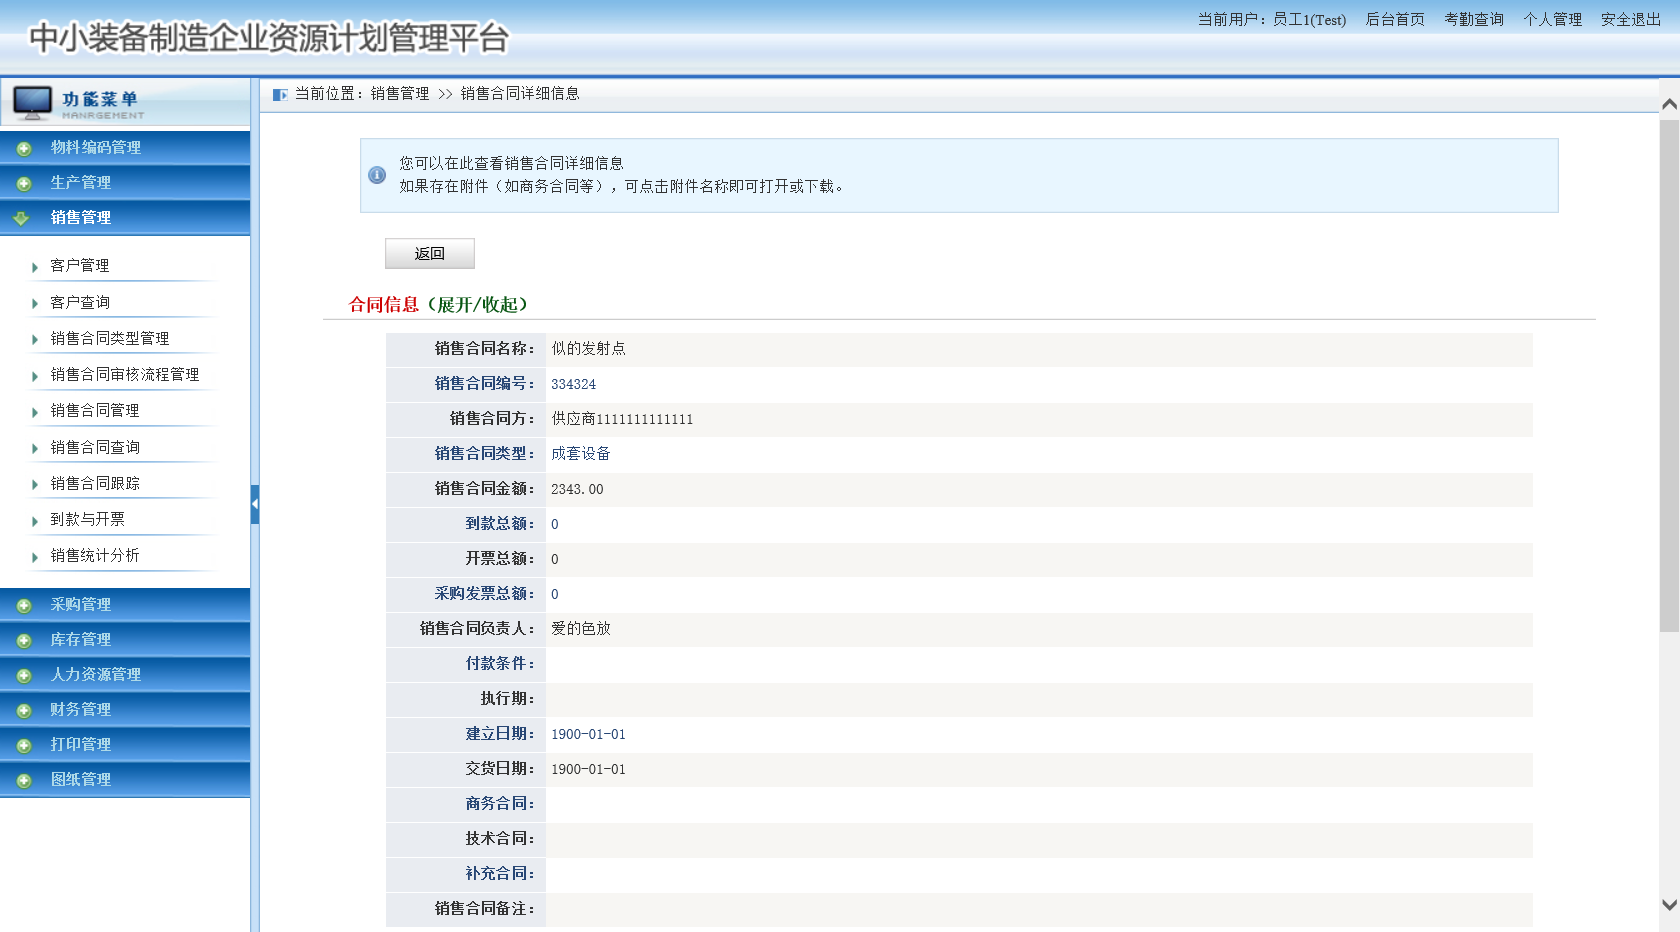 中小装备制造企业资源计划管理平台
当前用户：员工1(Test) 后台首页 考勤查询 个人管理 安全退出
功能菜单
MANRGEMENT
物料编码管理
生产管理
销售管理
客户管理
客户查询
销售合同类型管理
销售合同审核流程管理
销售合同管理
销售合同查询
销售合同跟踪
到款与开票
销售统计分析
采购管理
库存管理
人力资源管理
财务管理
打印管理
图纸管理
当前位置：销售管理 >> 销售合同详细信息
您可以在此查看销售合同详细信息
如果存在附件（如商务合同等），可点击附件名称即可打开或下载。
返回
合同信息（展开/收起）
销售合同名称： 似的发射点
销售合同编号： 334324
销售合同方： 供应商1111111111111
销售合同类型： 成套设备
销售合同金额： 2343.00
到款总额： 0
开票总额： 0
采购发票总额： 0
销售合同负责人： 爱的色放
付款条件：
执行期：
建立日期： 1900-01-01
交货日期： 1900-01-01
商务合同：
技术合同：
补充合同：
销售合同备注：